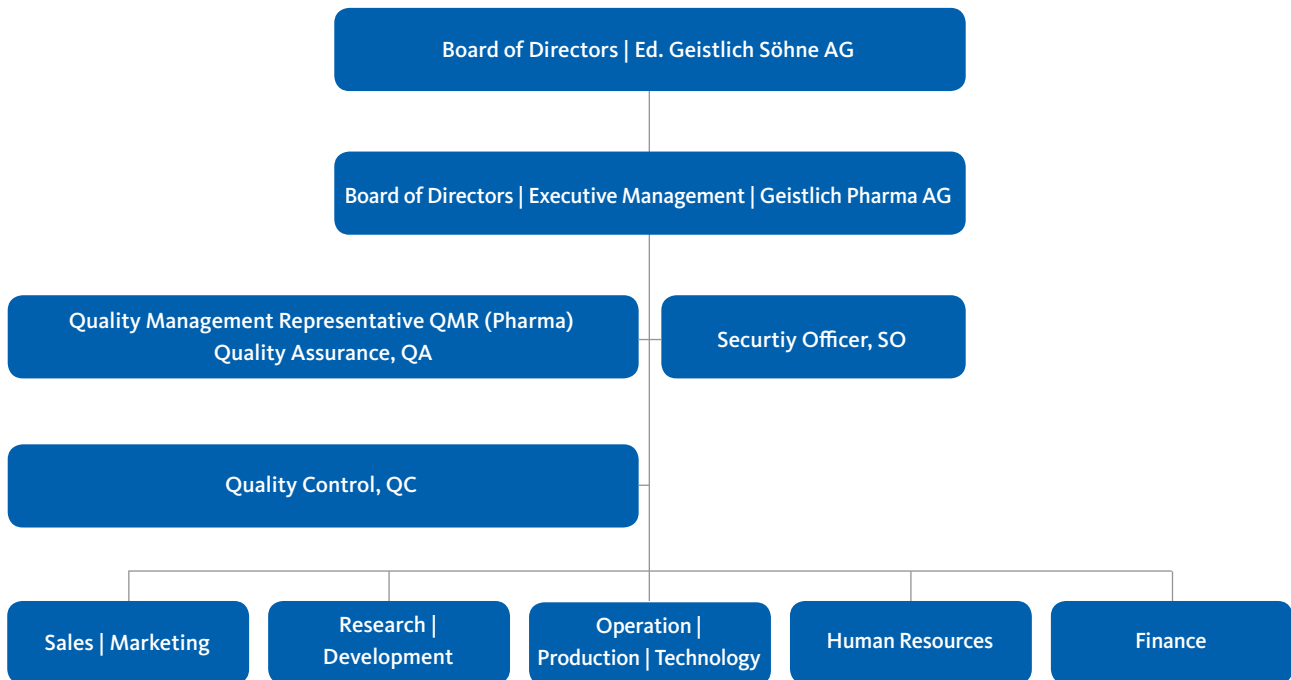 Board of Directors | Ed. Geistlich Söhne AG
Board of Directors | Executive Management | Geistlich Pharma AG
Quality Management Representative QMR (Pharma)
Quality Assurance, QA
Securtiy Officer, SO
Quality Control, QC
Sales | Marketing
Research |
Development
Operation |
Production | Technology
Human Resources
Finance